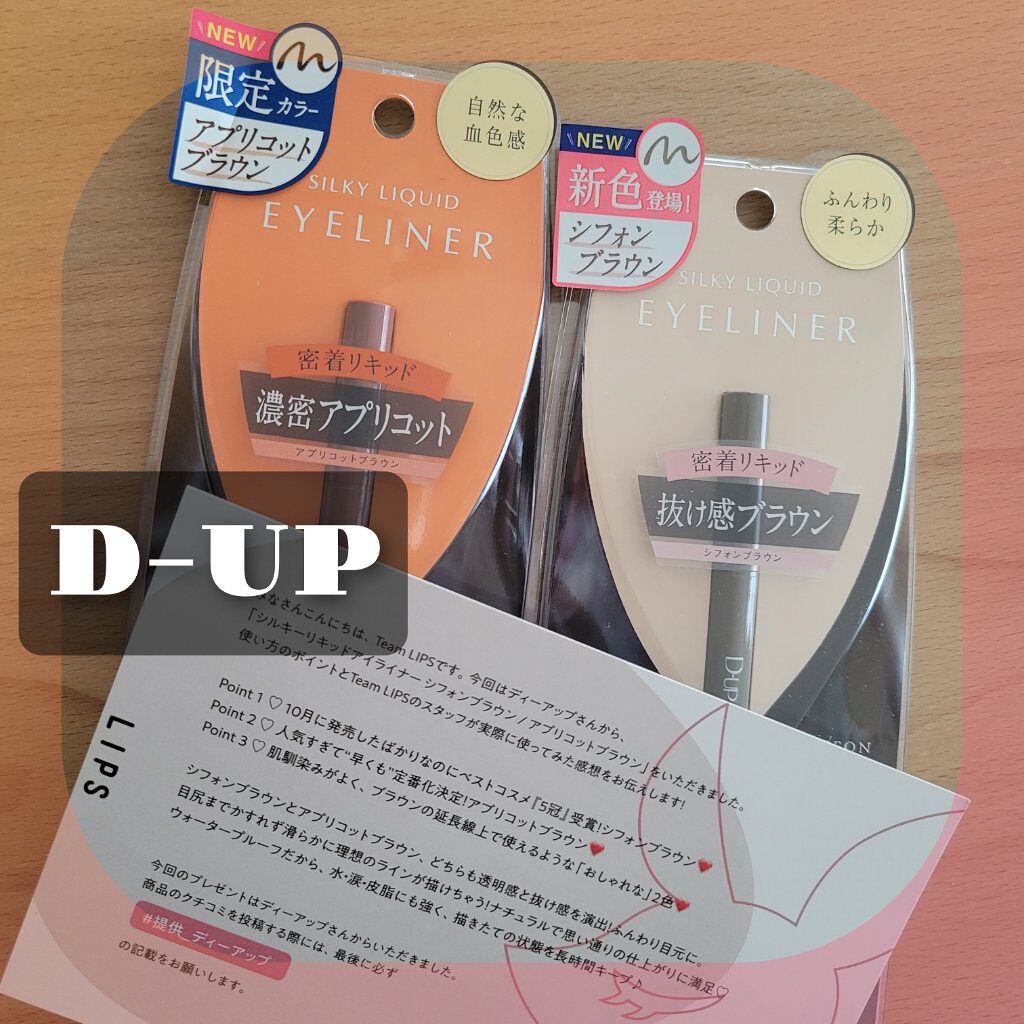 NEW
限定カラー
アプリコット
ブラウン
自然な
血色感
SILKY LIQUID
EYELINER
密着リキッド
濃密アプリコット
アプリコットブラウン
NEW
新色登場!
シフォン
ブラウン
ふんわり
柔らか
SILKY LIQUID
EYELINER
密着リキッド
抜け感ブラウン
シフォンブラウン
D-UP
D-UP
LIPS
みなさんこんにちは、Team LIPSです。今回はディーアップさんから、
「シルキーリキッドアイライナー シフォンブラウン / アプリコットブラウン」をいただきました。
使い方のポイントとTeam LIPSのスタッフが実際に使ってみた感想をお伝えします!
Point 1 ♡ 10月に発売したばかりなのにベストコスメ『5冠』受賞!シフォンブラウン❤
Point 2 ♡ 人気すぎて"早くも"定番化決定!アプリコットブラウン❤
Point 3 ♡ 肌馴染みがよく、ブラウンの延長線上で使えるような「おしゃれな」2色❤
シフォンブラウンとアプリコットブラウン、どちらも透明感と抜け感を演出!ふんわり目元に。
目尻までかすれず滑らかに理想のラインが描けちゃう!ナチュラルで思い通りの仕上がりに満足♡
ウォータープルーフだから、水・涙・皮脂にも強く、描きたての状態を長時間キープ♪
今回のプレゼントはディーアップさんからいただきました。
商品のクチコミを投稿する際には、最後に必ず
#提供_ディーアップ
の記載をお願いします。